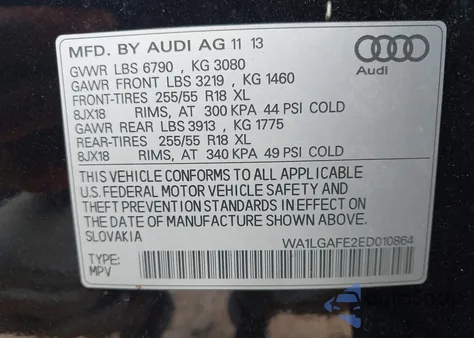 MFD. BY AUDI AG 11 13
GVWR LBS 6790 , KG 3080
GAWR FRONT LBS 3219 , KG 1460
FRONT-TIRES 255/55 R18 XL
8JX18 RIMS, AT 300 KPA 44 PSI COLD
GAWR REAR LBS 3913 , KG 1775
REAR-TIRES 255/55 R18 XL
8JX18 RIMS, AT 340 KPA 49 PSI COLD
Audi
THIS VEHICLE CONFORMS TO ALL APPLICABLE
U.S. FEDERAL MOTOR VEHICLE SAFETY AND
THEFT PREVENTION STANDARDS IN EFFECT ON
THE DATE OF MANUFACTURE SHOWN ABOVE.
SLOVAKIA WA1LGAFE2ED010864
TYPE:
MPV